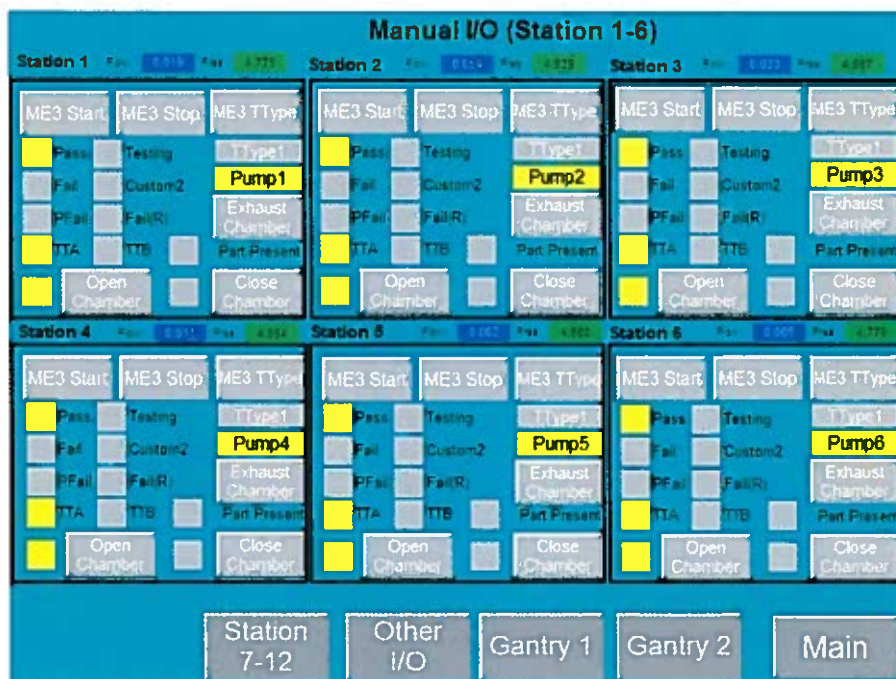 Manual I/O (Station 1-6)
Station 1 4.775
Station 2
Station 3
ME3 Start ME3 Stop ME3 TType
ME3 Start ME3 Stop ME3 TType
ME3 Start ME3 Stop ME3 TType
Pass Testing TType1
Pass Testing TType1
Pass Testing TType1
Fail Custom2 Pump1
Fail Custom2 Pump2
Fail Custom2 Pump3
PFail Fail(R) Exhaust Chamber
PFail Fail(R) Exhaust Chamber
PFail Fail(R) Exhaust Chamber
TTA TTB Part Present
TTA TTB Part Present
TTA TTB Part Present
Open Chamber Close Chamber
Open Chamber Close Chamber
Open Chamber Close Chamber
Station 4
Station 5
Station 6
ME3 Start ME3 Stop ME3 TType
ME3 Start ME3 Stop ME3 TType
ME3 Start ME3 Stop ME3 TType
Pass Testing TType1
Pass Testing TType1
Pass Testing TType1
Fail Custom2 Pump4
Fail Custom2 Pump5
Fail Custom2 Pump6
PFail Fail(R) Exhaust Chamber
PFail Fail(R) Exhaust Chamber
PFail Fail(R) Exhaust Chamber
TTA TTB Part Present
TTA TTB Part Present
TTA TTB Part Present
Open Chamber Close Chamber
Open Chamber Close Chamber
Open Chamber Close Chamber
Station 7-12
Other I/O
Gantry 1
Gantry 2
Main